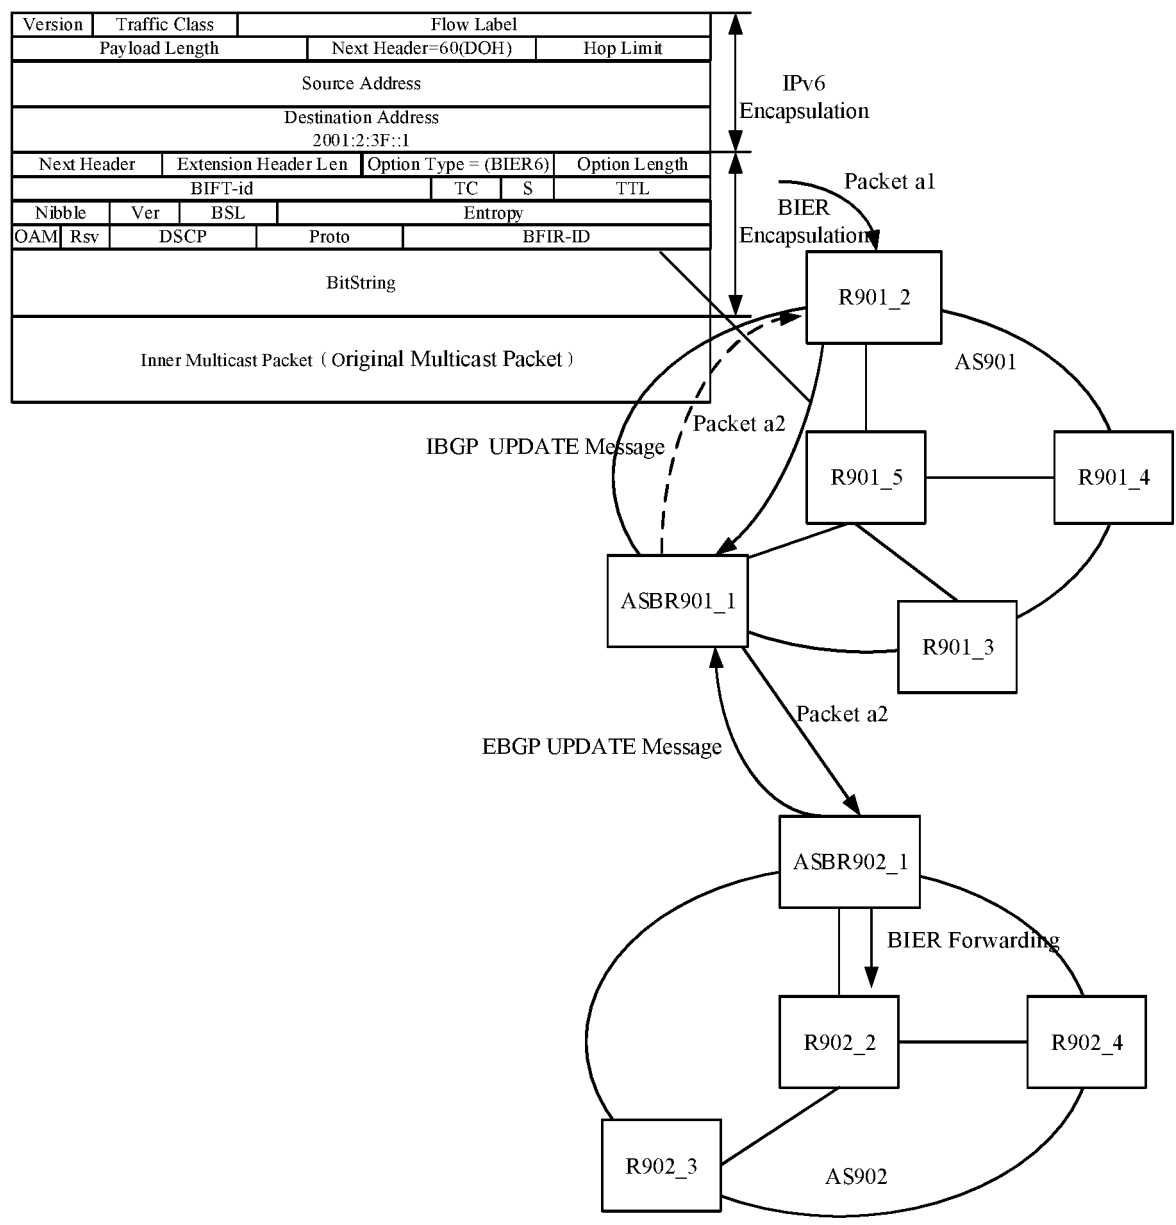 Version Traffic Class Flow Label
Payload Length Next Header=60(DOH) Hop Limit
Source Address
Destination Address
2001:2:3F::1
IPv6
Encapsulation
Next Header Extension Header Len Option Type = (BIER6) Option Length
BIFT-id TC S TTL
Nibble Ver BSL Entropy
OAM Rsv DSCP Proto BFIR-ID
BitString
BIER
Encapsulation
Inner Multicast Packet ( Original Multicast Packet )
Packet a1
R901_2
AS901
Packet a2
IBGP UPDATE Message
R901_5
R901_4
ASBR901_1
R901_3
Packet a2
EBGP UPDATE Message
ASBR902_1
BIER Forwarding
R902_2
R902_4
R902_3
AS902